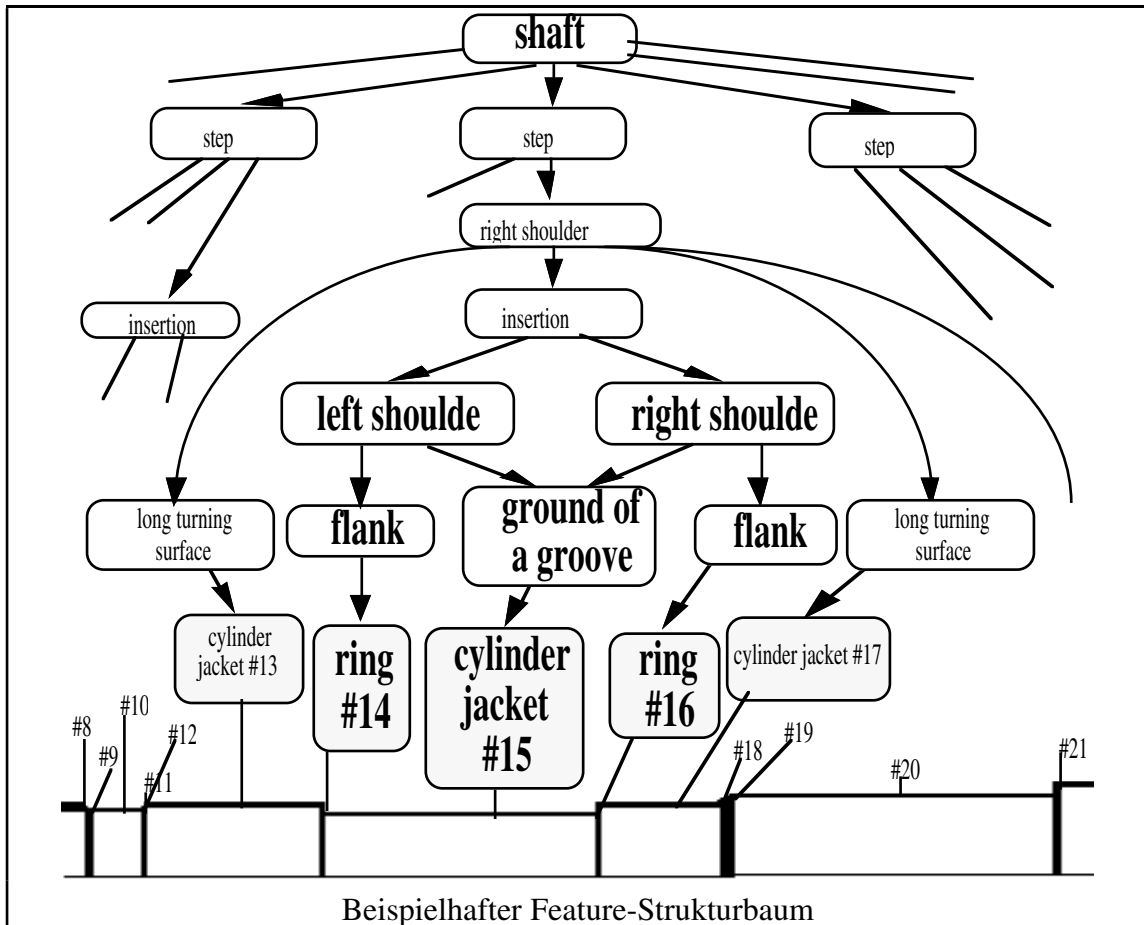 shaft
step
step
step
right shoulder
insertion
insertion
left shoulde
right shoulde
long turning
surface
flank
ground of
a groove
flank
long turning
surface
cylinder
jacket #13
ring
#14
cylinder
jacket
#15
ring
#16
cylinder jacket #17
#8
#9
#10
#11
#12
#18
#19
#20
#21
Beispielhafter Feature-Strukturbaum